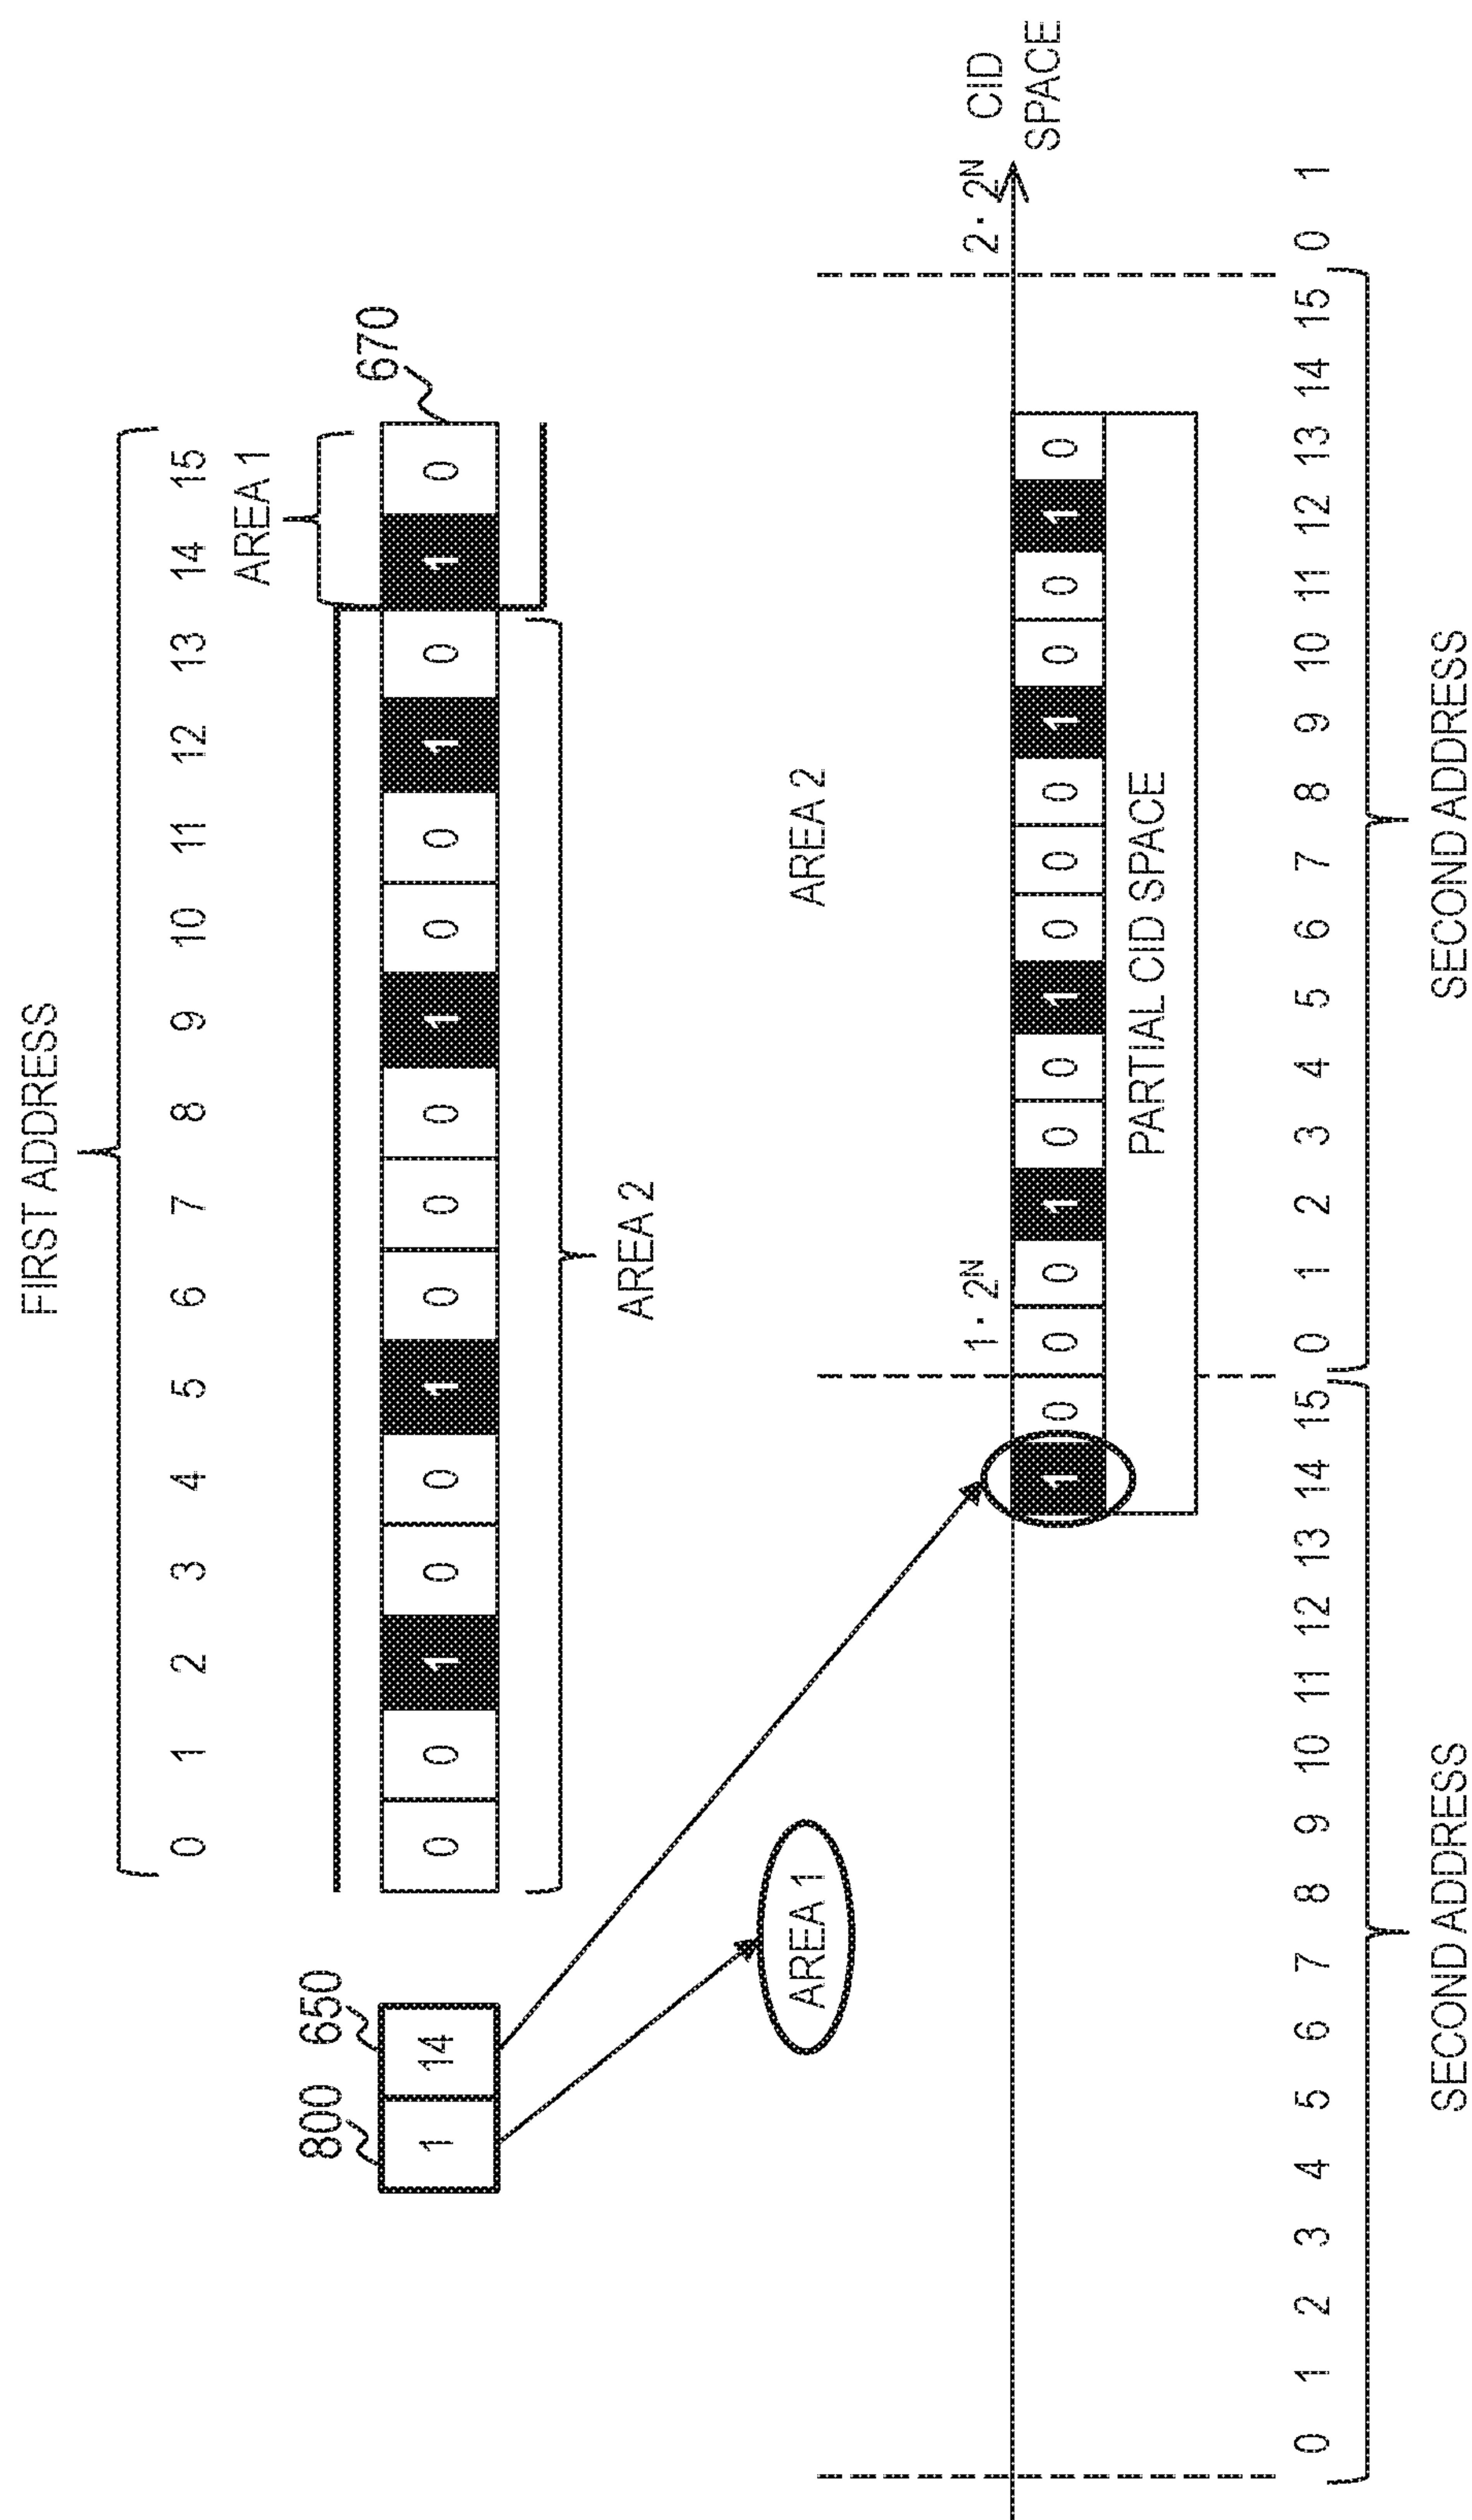 FIRST ADDRESS
0 1 2 3 4 5 6 7 8 9 10 11 12 13 14 15
AREA 1
800 650
670
1 14
0 0 1 0 0 1 0 0 0 1 0 0 1 0 1 0
AREA 2
AREA 1
AREA 2
1· 2ᴺ
2· 2ᴺ
CID
SPACE
1 0 0 0 1 0 0 1 0 0 0 1 0 0 1 0
PARTIAL CID SPACE
0 1 2 3 4 5 6 7 8 9 10 11 12 13 14 15 0 1 2 3 4 5 6 7 8 9 10 11 12 13 14 15 0 1
SECOND ADDRESS
SECOND ADDRESS